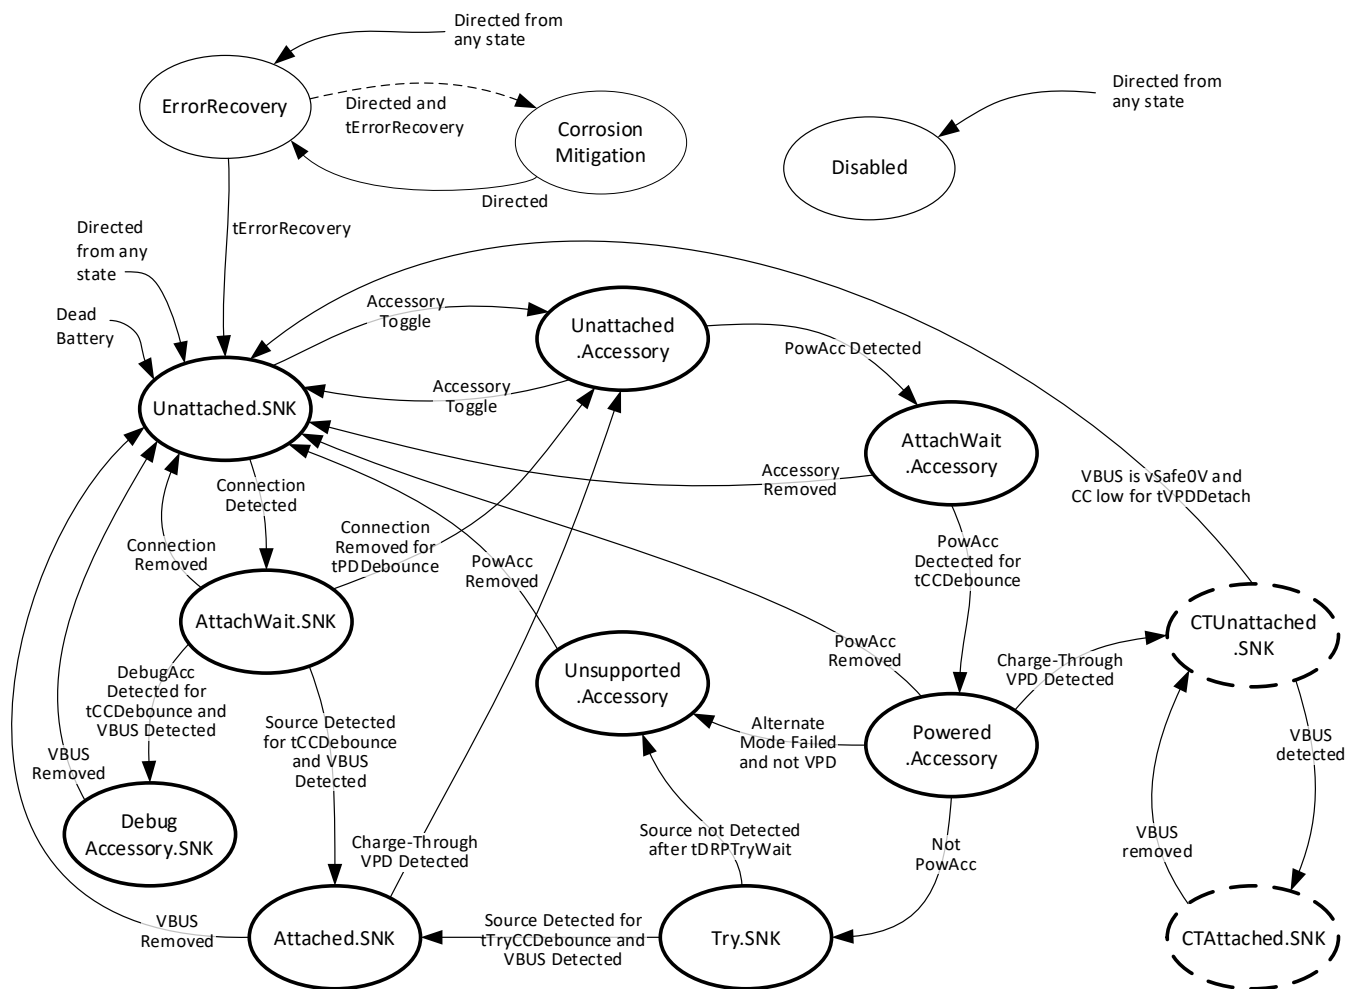 Directed from
any state
ErrorRecovery
Directed and
tErrorRecovery
Corrosion
Mitigation
Directed
Directed from
any state
Disabled
tErrorRecovery
Directed
from any
state
Dead
Battery
Accessory
Toggle
Unattached
.Accessory
PowAcc Detected
Accessory
Toggle
Unattached.SNK
AttachWait
.Accessory
Accessory
Removed
VBUS is vSafe0V and
CC low for tVPDDetach
Connection
Detected
Connection
Removed
Connection
Removed for
tPDDebounce
PowAcc
Removed
PowAcc
Dectected for
tCCDebounce
AttachWait.SNK
CTUnattached
.SNK
PowAcc
Removed
Charge-Through
VPD Detected
Unsupported
.Accessory
DebugAcc
Detected for
tCCDebounce and
VBUS Detected
Source Detected
for tCCDebounce
and VBUS
Detected
Alternate
Mode Failed
and not VPD
Powered
.Accessory
VBUS
detected
VBUS
Removed
Debug
Accessory.SNK
Charge-Through
VPD Detected
Source not Detected
after tDRPTryWait
Not
PowAcc
VBUS
removed
VBUS
Removed
Attached.SNK
Source Detected for
tTryCCDebounce and
VBUS Detected
Try.SNK
CTAttached.SNK